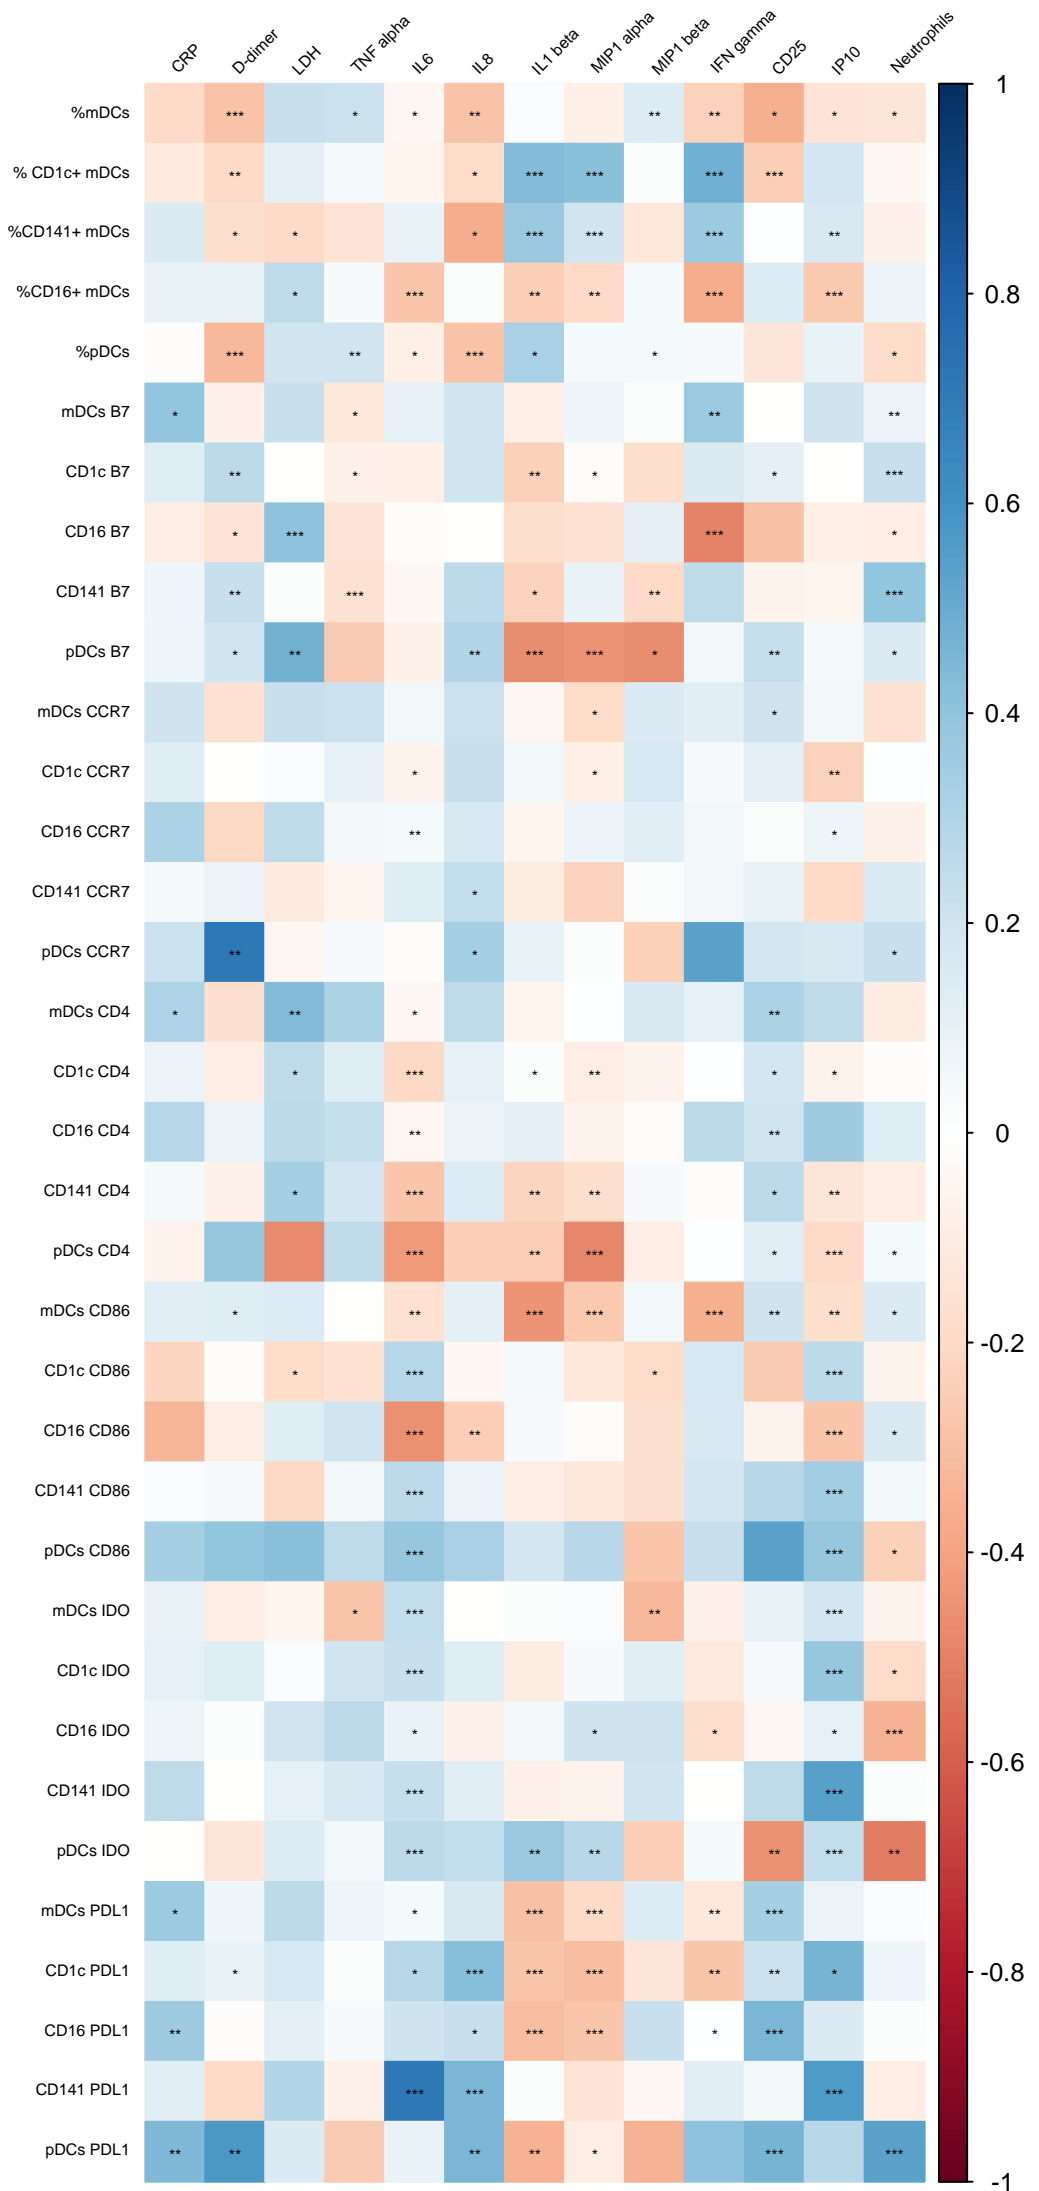 CRP D-dimer LDH TNF alpha IL6 IL8 IL1 beta MIP1 alpha MIP1 beta IFN gamma CD25 IP10 Neutrophils
%mDCs *** * * ** ** ** * * *
% CD1c+ mDCs ** * *** *** *** ***
%CD141+ mDCs * * * *** *** *** **
%CD16+ mDCs * *** ** ** *** ***
%pDCs *** ** * *** * * *
mDCs B7 * * ** **
CD1c B7 ** * ** * * ***
CD16 B7 * *** *** *
CD141 B7 ** *** * ** ***
pDCs B7 * ** ** *** *** * ** *
mDCs CCR7 * *
CD1c CCR7 * * **
CD16 CCR7 ** *
CD141 CCR7 *
pDCs CCR7 ** * *
mDCs CD4 * ** * **
CD1c CD4 * *** * ** * *
CD16 CD4 ** **
CD141 CD4 * *** ** ** * **
pDCs CD4 *** ** *** * *** *
mDCs CD86 * ** *** *** *** ** ** *
CD1c CD86 * *** * ***
CD16 CD86 *** ** *** *
CD141 CD86 *** ***
pDCs CD86 *** *** *
mDCs IDO * *** ** ***
CD1c IDO *** *** *
CD16 IDO * * * * ***
CD141 IDO *** ***
pDCs IDO *** ** ** ** *** **
mDCs PDL1 * * *** *** ** ***
CD1c PDL1 * * *** *** *** ** ** *
CD16 PDL1 ** * *** *** * ***
CD141 PDL1 *** *** ***
pDCs PDL1 ** ** ** ** * *** ***
1
0.8
0.6
0.4
0.2
0
-0.2
-0.4
-0.6
-0.8
-1